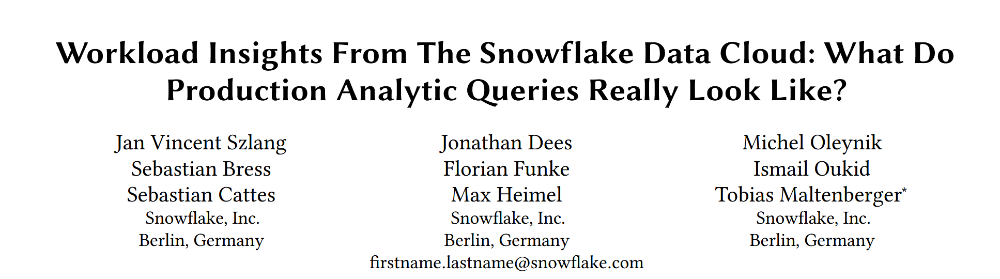 Workload Insights From The Snowflake Data Cloud: What Do
Production Analytic Queries Really Look Like?
Jan Vincent Szlang
Sebastian Bress
Sebastian Cattes
Snowflake, Inc.
Berlin, Germany
Jonathan Dees
Florian Funke
Max Heimel
Snowflake, Inc.
Berlin, Germany
Michel Oleynik
Ismail Oukid
Tobias Maltenberger*
Snowflake, Inc.
Berlin, Germany
firstname.lastname@snowflake.com